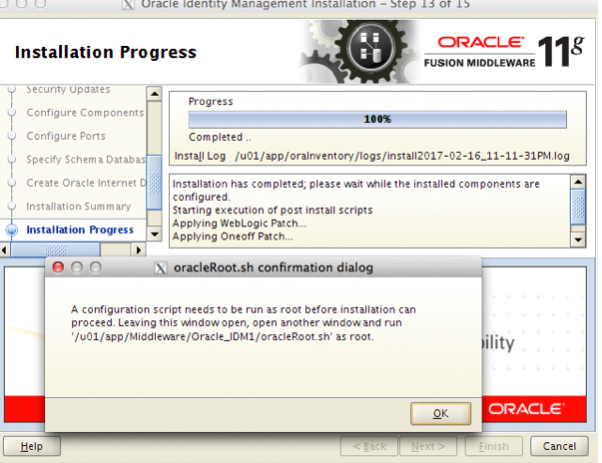 Oracle Identity Management Installation - Step 13 of 15
Installation Progress
ORACLE
FUSION MIDDLEWARE 11g
Security Updates
Configure Components
Configure Ports
Specify Schema Databas
Create Oracle Internet D
Installation Summary
Installation Progress
Progress
100%
Completed ..
Install Log /u01/app/oraInventory/logs/install2017-02-16_11-11-31PM.log
Installation has completed; please wait while the installed components are
configured.
Starting execution of post install scripts
Applying WebLogic Patch...
Applying Oneoff Patch...
oracleRoot.sh confirmation dialog
A configuration script needs to be run as root before installation can
proceed. Leaving this window open, open another window and run
'/u01/app/Middleware/Oracle_IDM1/oracleRoot.sh' as root.
OK
bility
ORACLE
Help
< Back
Next >
Finish
Cancel